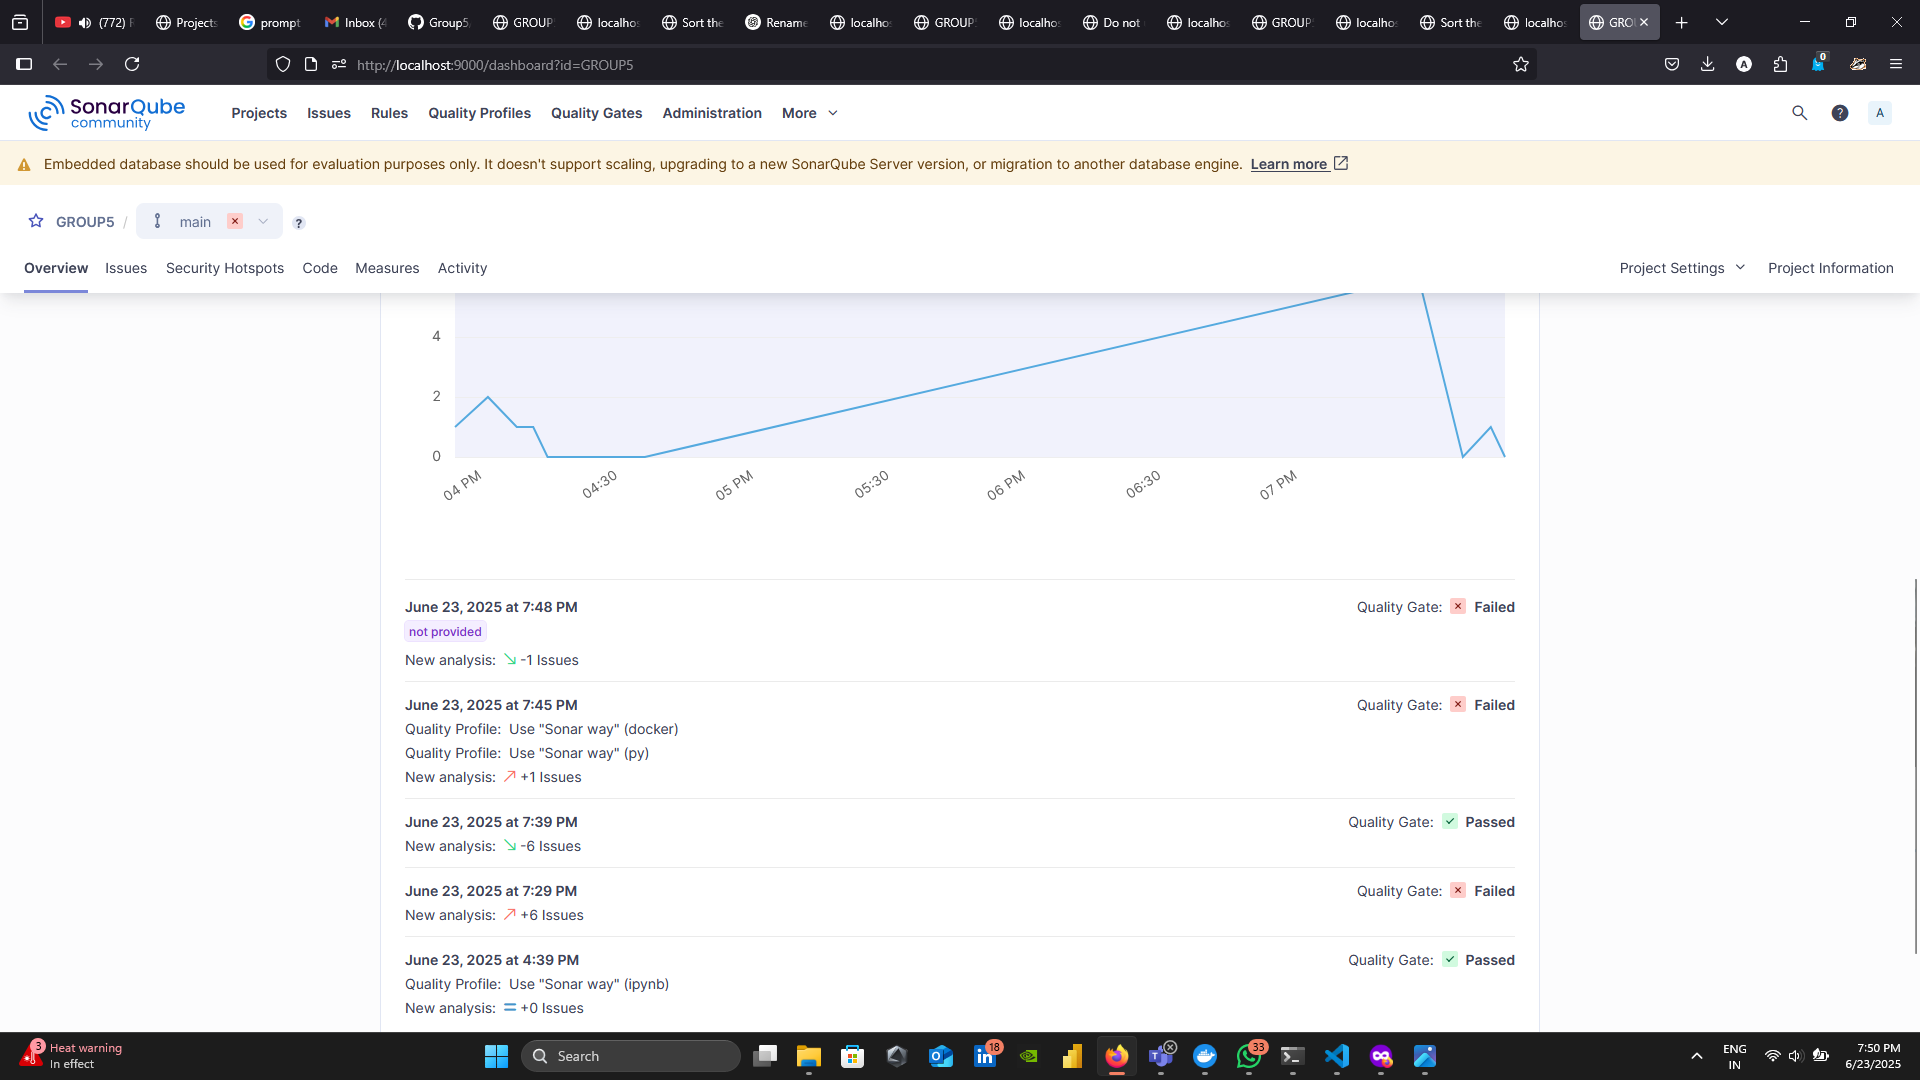 (772) F
Projects
prompt
Inbox (4
Group5
GROUP
localhos
Sort the
Rename
localhos
GROUP
localhos
Do not
localhos
GROUP
localhos
Sort the
localhos
GRO
http://localhost:9000/dashboard?id=GROUP5
A
0
SonarQube
community
Projects
Issues
Rules
Quality Profiles
Quality Gates
Administration
More
?
A
Embedded database should be used for evaluation purposes only. It doesn't support scaling, upgrading to a new SonarQube Server version, or migration to another database engine. Learn more
GROUP5 / main
?
Overview
Issues
Security Hotspots
Code
Measures
Activity
Project Settings
Project Information
4
2
0
04 PM
04:30
05 PM
05:30
06 PM
06:30
07 PM
June 23, 2025 at 7:48 PM
Quality Gate: Failed
not provided
New analysis: -1 Issues
June 23, 2025 at 7:45 PM
Quality Gate: Failed
Quality Profile: Use "Sonar way" (docker)
Quality Profile: Use "Sonar way" (py)
New analysis: +1 Issues
June 23, 2025 at 7:39 PM
Quality Gate: Passed
New analysis: -6 Issues
June 23, 2025 at 7:29 PM
Quality Gate: Failed
New analysis: +6 Issues
June 23, 2025 at 4:39 PM
Quality Gate: Passed
Quality Profile: Use "Sonar way" (ipynb)
New analysis: +0 Issues
3
Heat warning
In effect
Search
18
33
ENG
IN
7:50 PM
6/23/2025